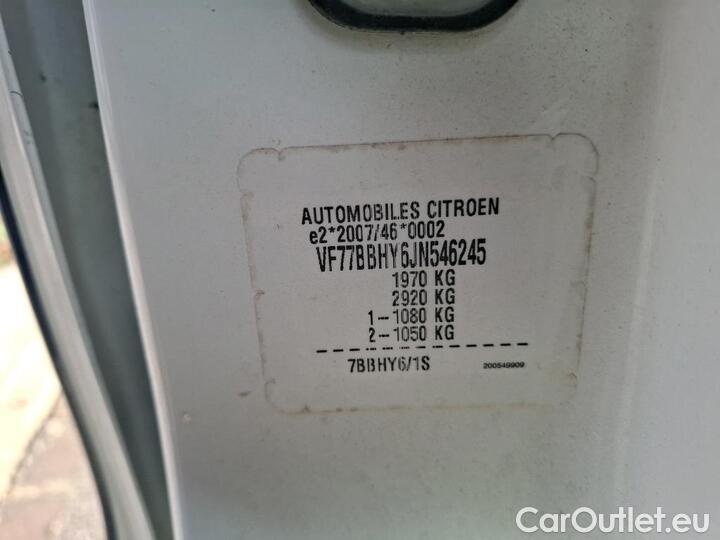 AUTOMOBILES CITROEN
e2*2007/46*0002
VF77BBHY6JN546245
1970 KG
2920 KG
1-1080 KG
2-1050 KG
7BBHY6/1S 200549909
CarOutlet.eu